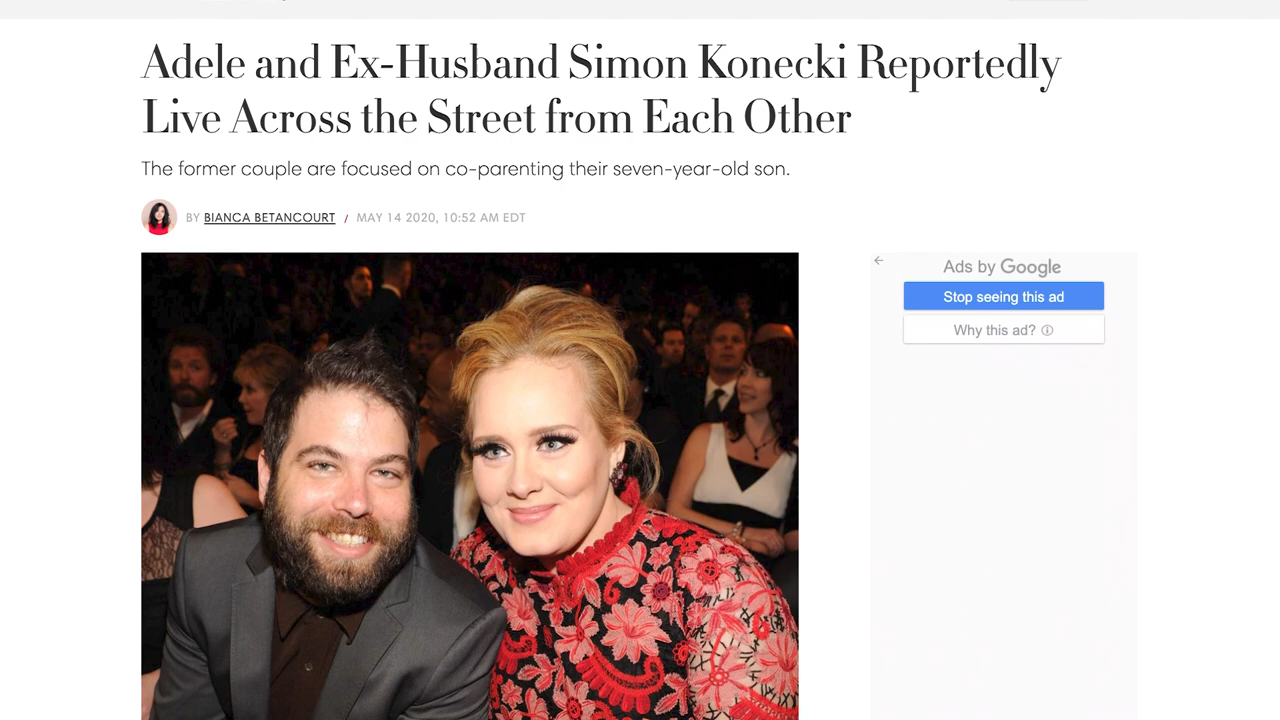 Adele and Ex-Husband Simon Konecki Reportedly
Live Across the Street from Each Other
The former couple are focused on co-parenting their seven-year-old son.
BY BIANCA BETANCOURT / MAY 14 2020, 10:52 AM EDT
Ads by Google
Stop seeing this ad
Why this ad?